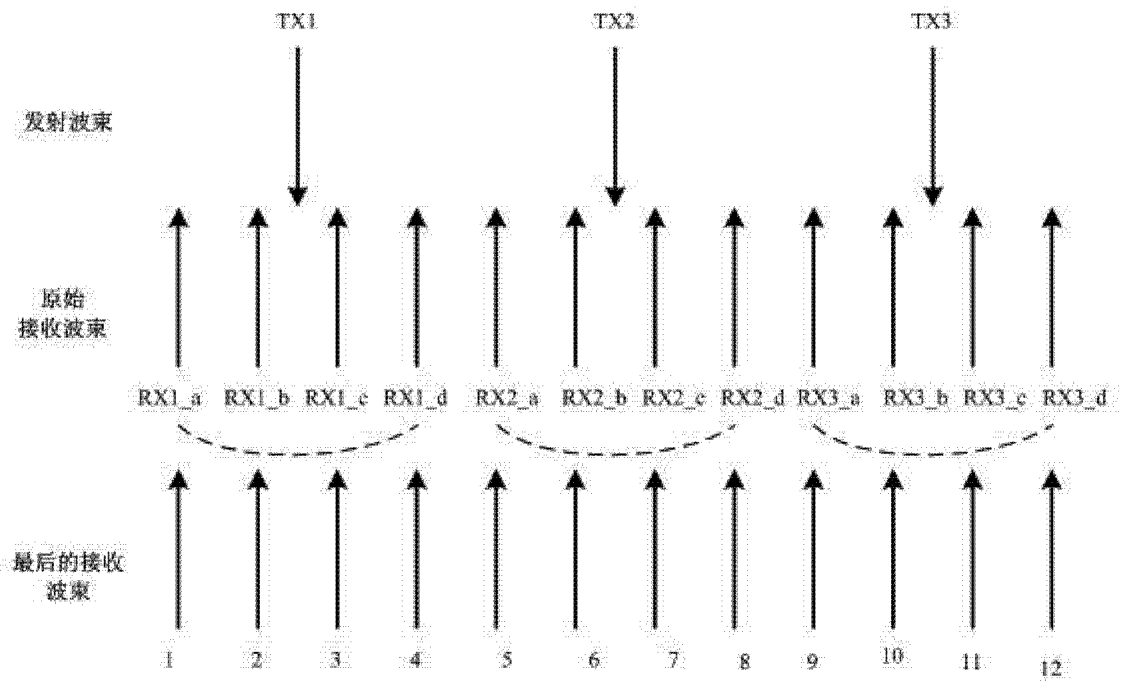 TX1 TX2 TX3
发射波束
原始
接收波束
RX1_a RX1_b RX1_c RX1_d RX2_a RX2_b RX2_c RX2_d RX3_a RX3_b RX3_c RX3_d
最后的接收
波束
1 2 3 4 5 6 7 8 9 10 11 12